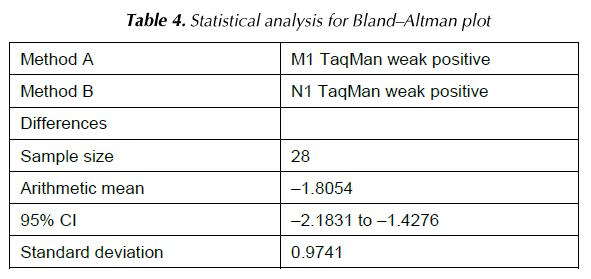 Table 4. Statistical analysis for Bland–Altman plot
Method A M1 TaqMan weak positive
Method B N1 TaqMan weak positive
Differences
Sample size 28
Arithmetic mean –1.8054
95% CI –2.1831 to –1.4276
Standard deviation 0.9741